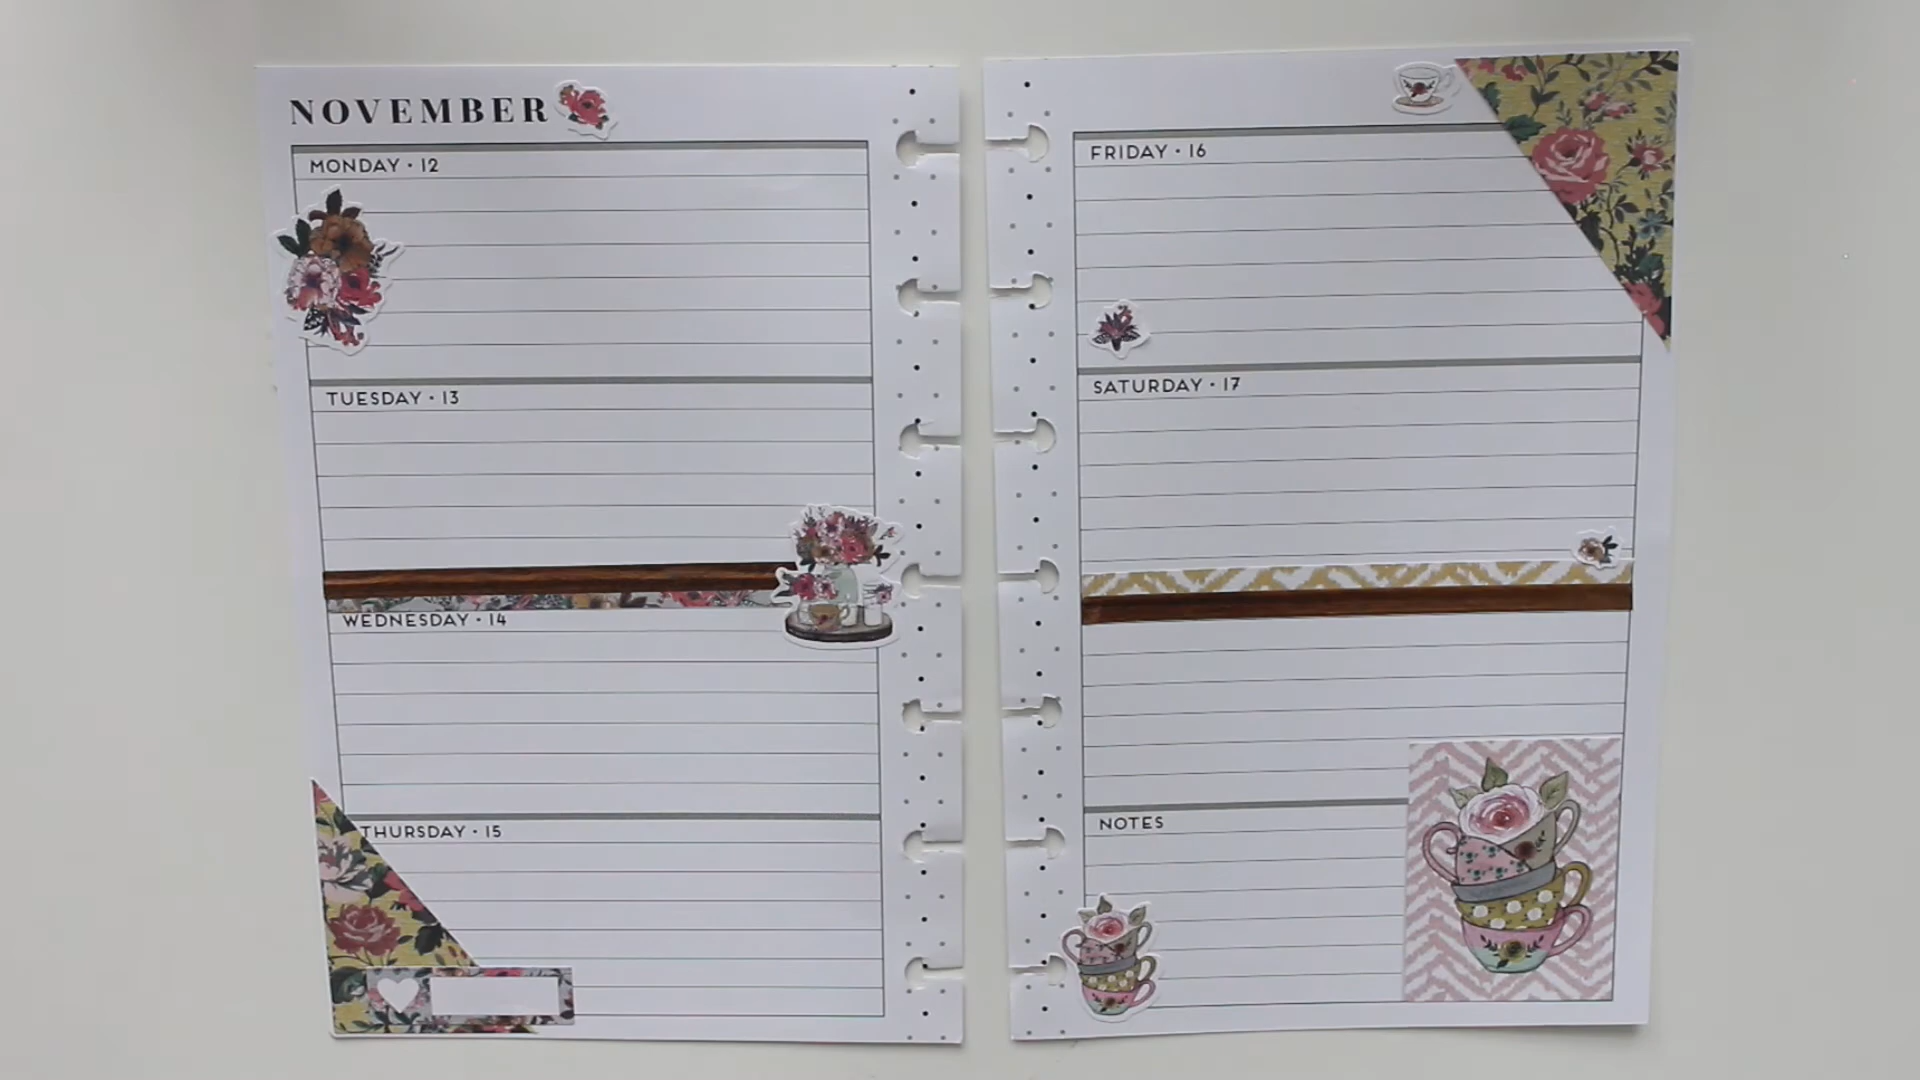 NOVEMBER
MONDAY • 12
TUESDAY • 13
WEDNESDAY • 14
THURSDAY • 15
FRIDAY • 16
SATURDAY • 17
NOTES